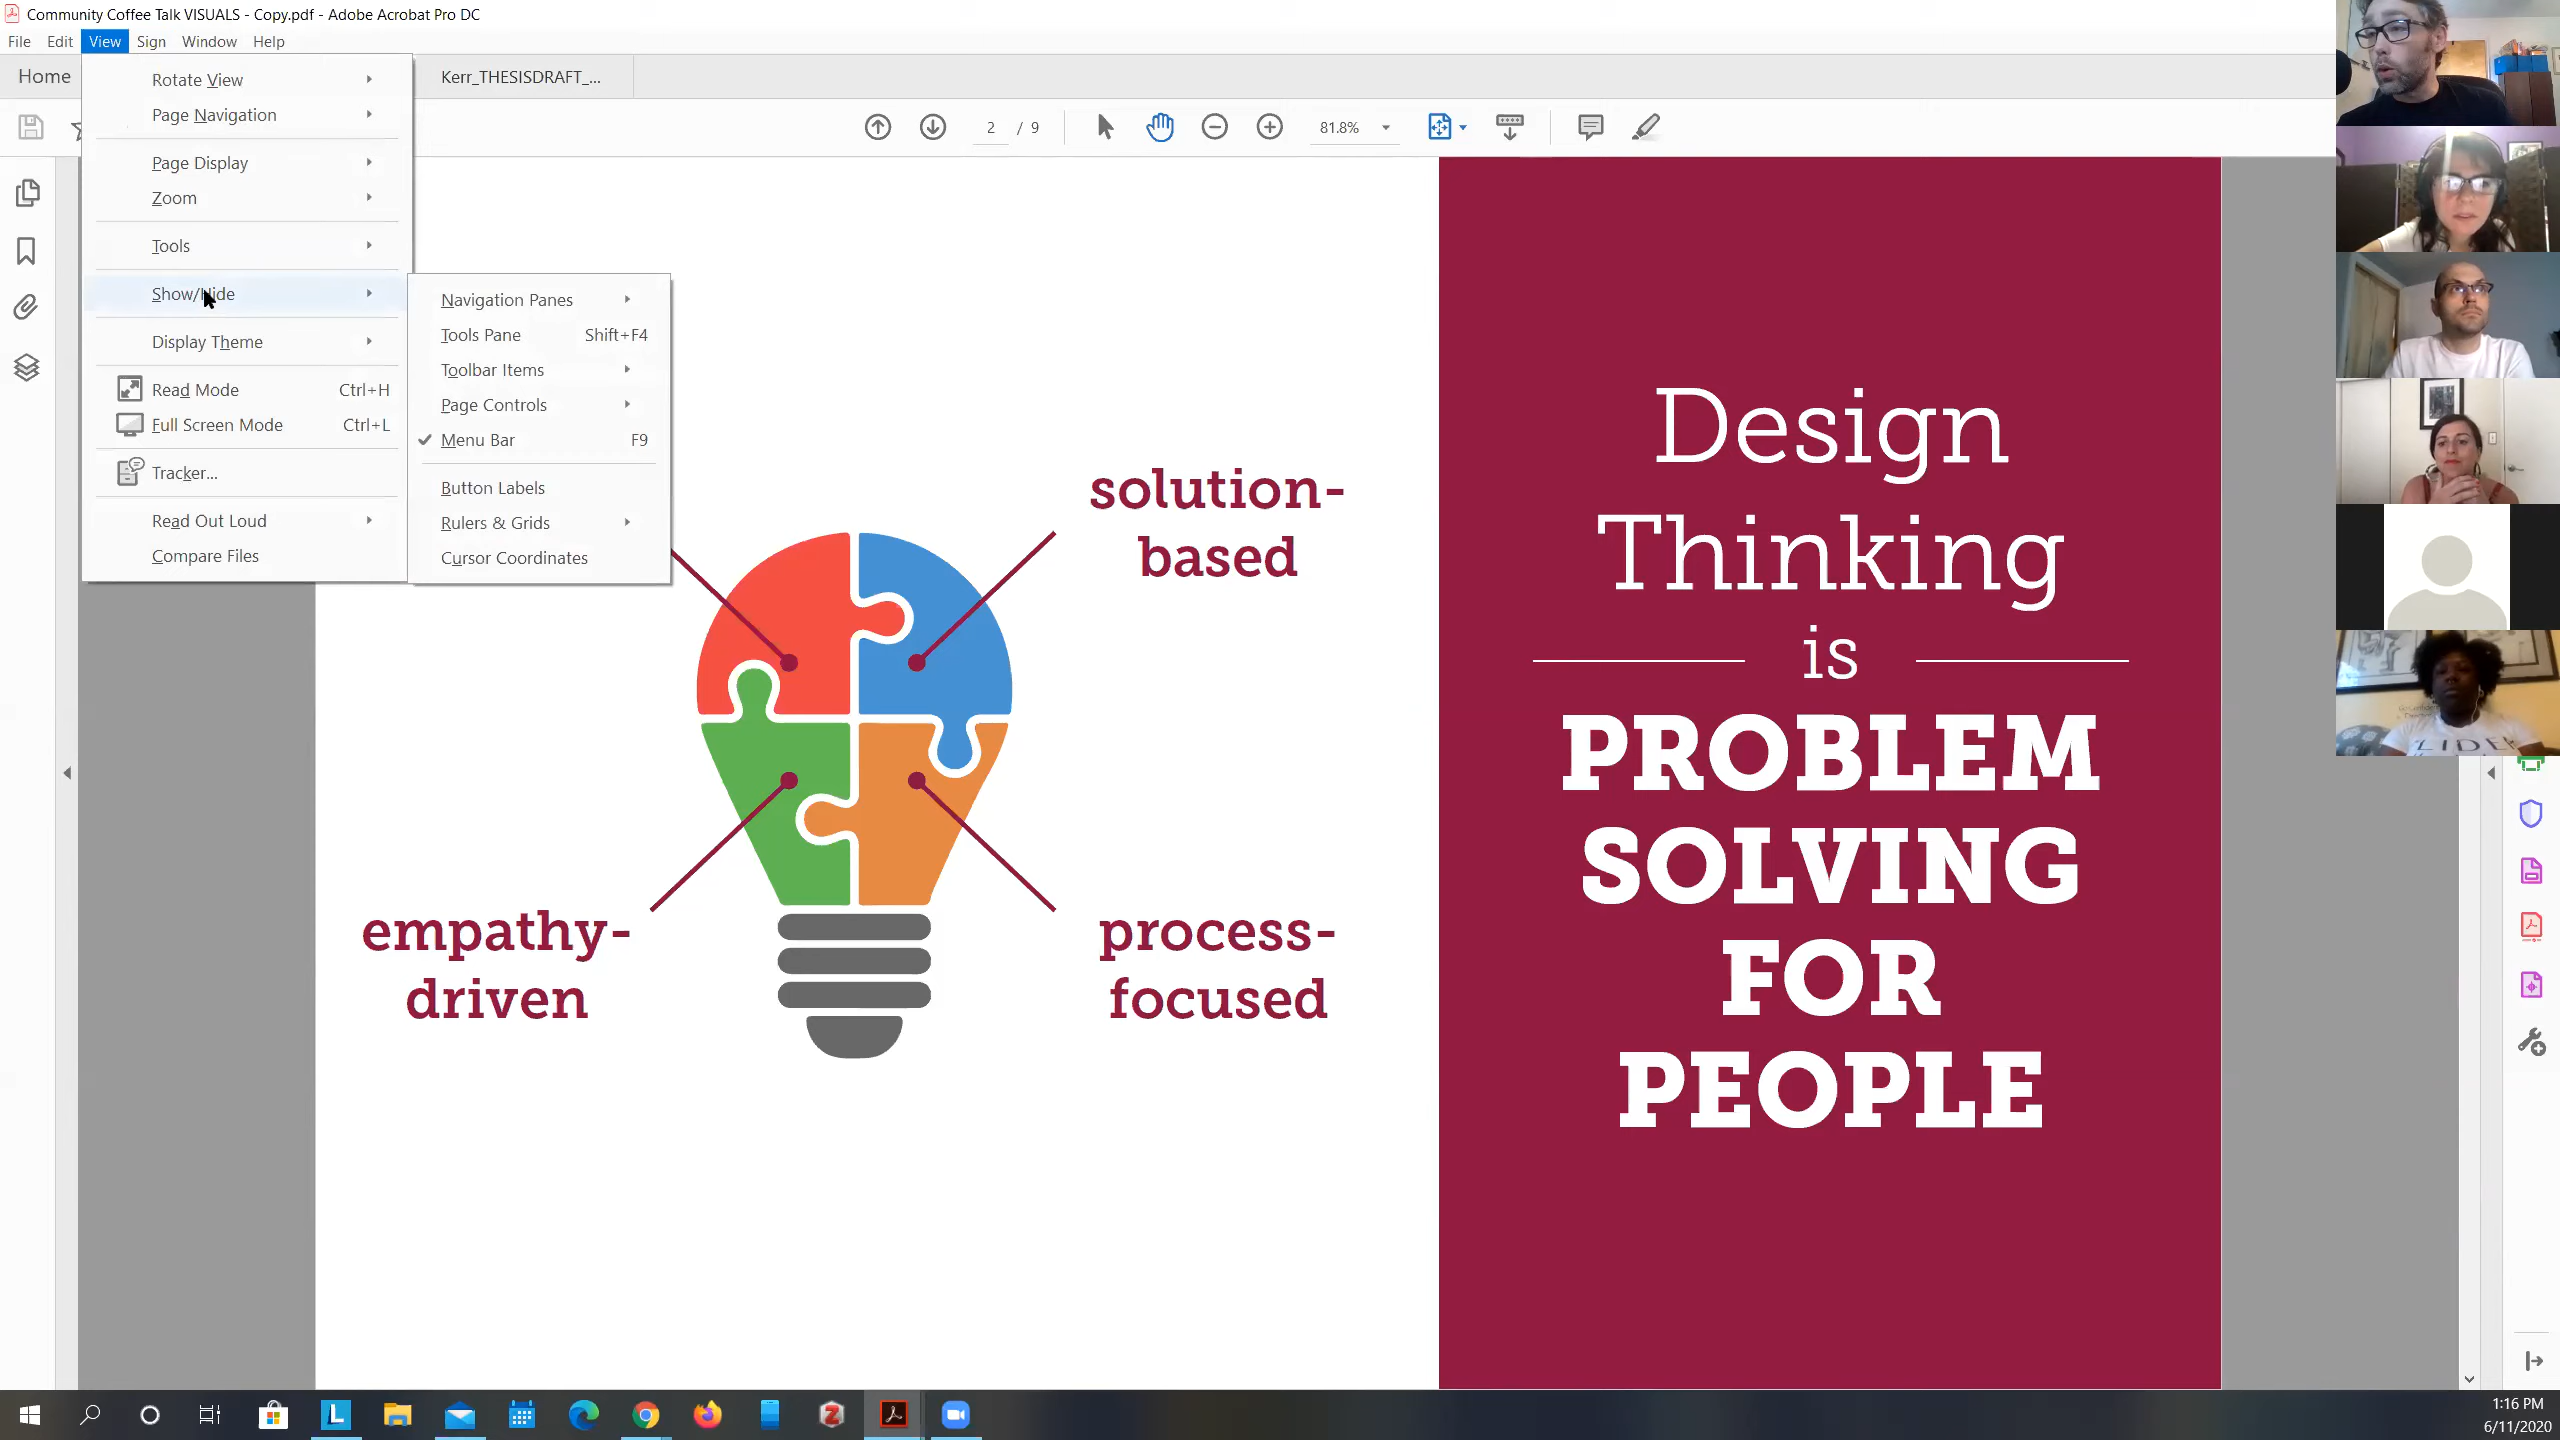 Community Coffee Talk VISUALS - Copy.pdf - Adobe Acrobat Pro DC
File Edit View Sign Window Help
Home
Kerr_THESISDRAFT_...
2 / 9
81.8%
Rotate View
Page Navigation
Page Display
Zoom
Tools
Show/Hide
Display Theme
Read Mode Ctrl+H
Full Screen Mode Ctrl+L
Tracker...
Read Out Loud
Compare Files
Navigation Panes
Tools Pane Shift+F4
Toolbar Items
Page Controls
Menu Bar F9
Button Labels
Rulers & Grids
Cursor Coordinates
solution-
based
empathy-
driven
process-
focused
Design
Thinking
is
PROBLEM
SOLVING
FOR
PEOPLE
1:16 PM
6/11/2020